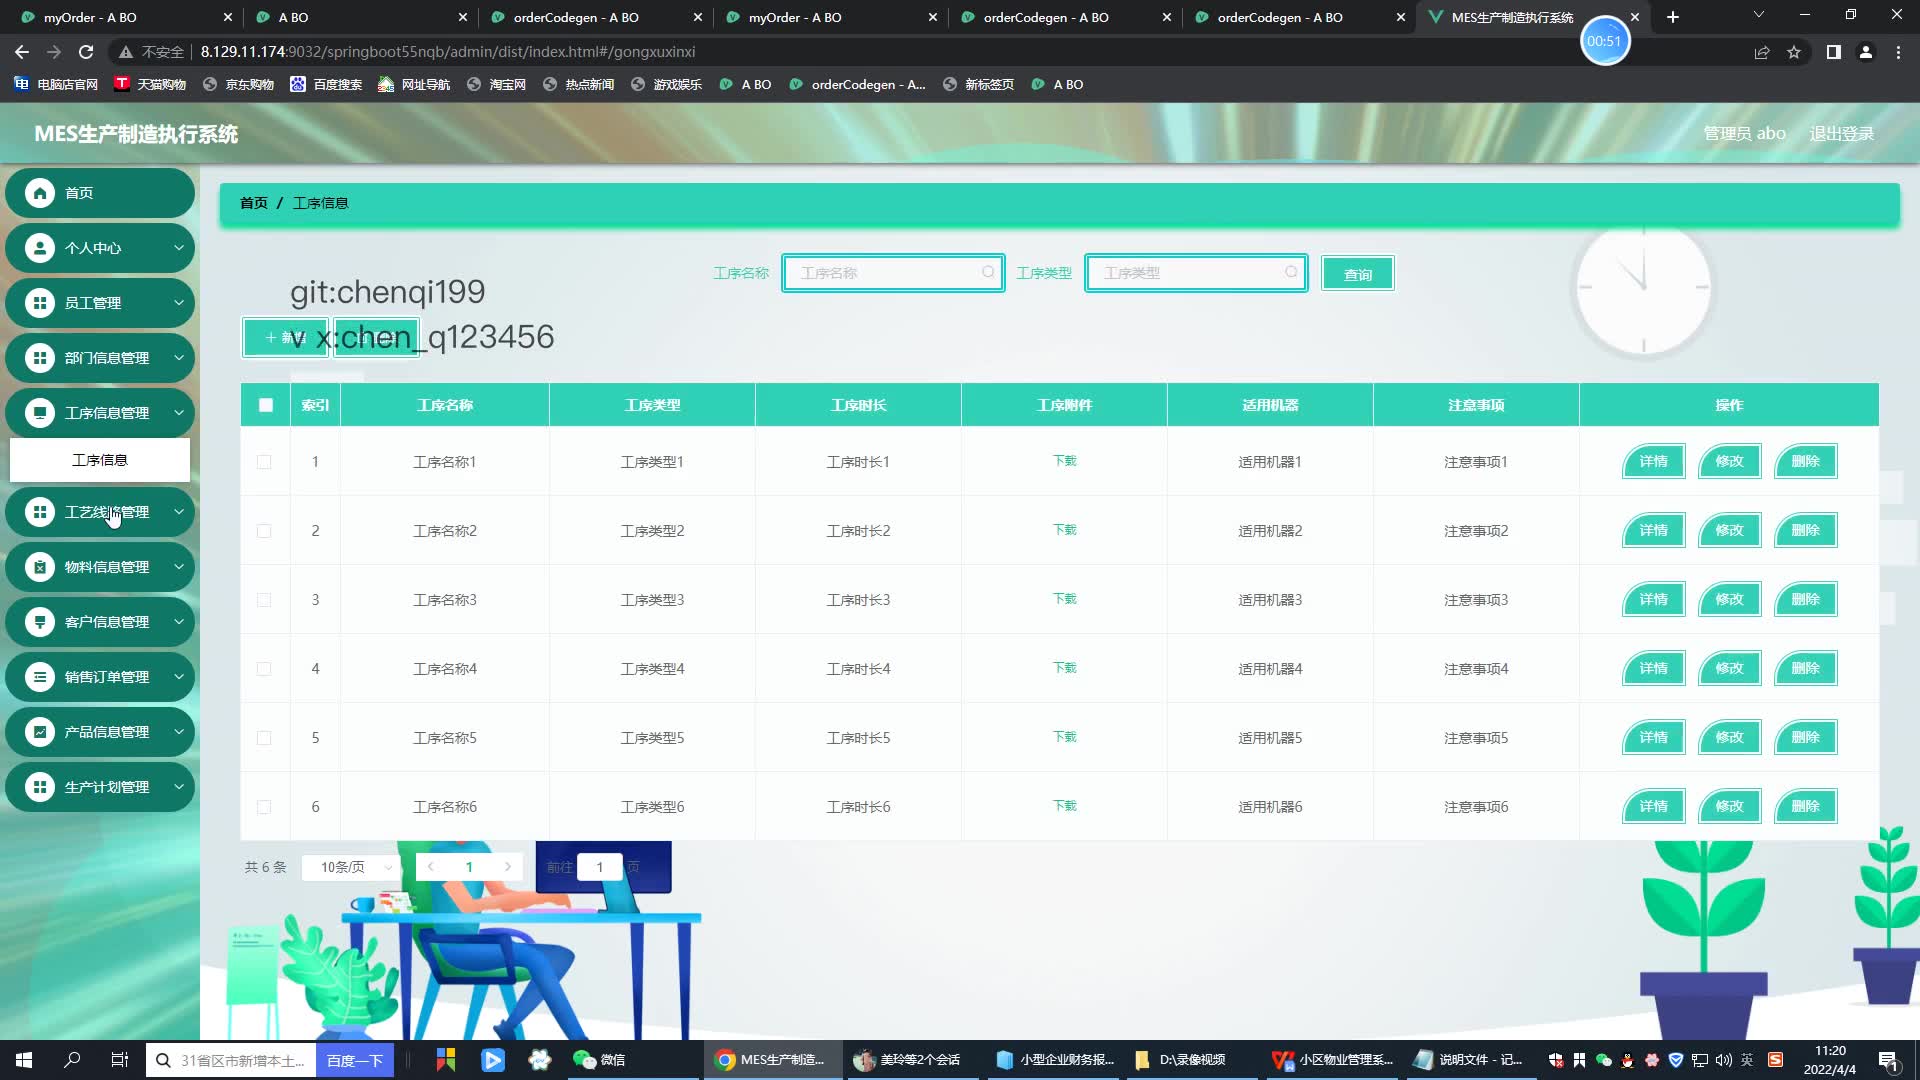 myOrder - A BO
A BO
orderCodegen - A BO
myOrder - A BO
orderCodegen - A BO
orderCodegen - A BO
MES生产制造执行系统
00:51
不安全
8.129.11.174:9032/springboot55nqb/admin/dist/index.html#/gongxuxinxi
电脑店官网
天猫购物
京东购物
百度搜索
网址导航
淘宝网
热点新闻
游戏娱乐
A BO
orderCodegen - A...
新标签页
A BO
MES生产制造执行系统
管理员 abo
退出登录
首页
个人中心
员工管理
部门信息管理
工序信息管理
工序信息
物料信息管理
客户信息管理
销售订单管理
产品信息管理
生产计划管理
首页 / 工序信息
工序名称 工序名称 工序类型 工序类型 查询
git:chenqi199
v x:chen_q123456
索引 工序名称 工序类型 工序时长 工序附件 适用机器 注意事项 操作
1 工序名称1 工序类型1 工序时长1 下载 适用机器1 注意事项1 详情 修改 删除
2 工序名称2 工序类型2 工序时长2 下载 适用机器2 注意事项2 详情 修改 删除
3 工序名称3 工序类型3 工序时长3 下载 适用机器3 注意事项3 详情 修改 删除
4 工序名称4 工序类型4 工序时长4 下载 适用机器4 注意事项4 详情 修改 删除
5 工序名称5 工序类型5 工序时长5 下载 适用机器5 注意事项5 详情 修改 删除
6 工序名称6 工序类型6 工序时长6 下载 适用机器6 注意事项6 详情 修改 删除
共 6 条 10条/页 1 前往 1 页
31省区市新增本土...
百度一下
微信
MES生产制造...
美玲等2个会话
小型企业财务报...
D:\录像视频
小区物业管理系...
说明文件 - 记...
英
11:20
2022/4/4
1